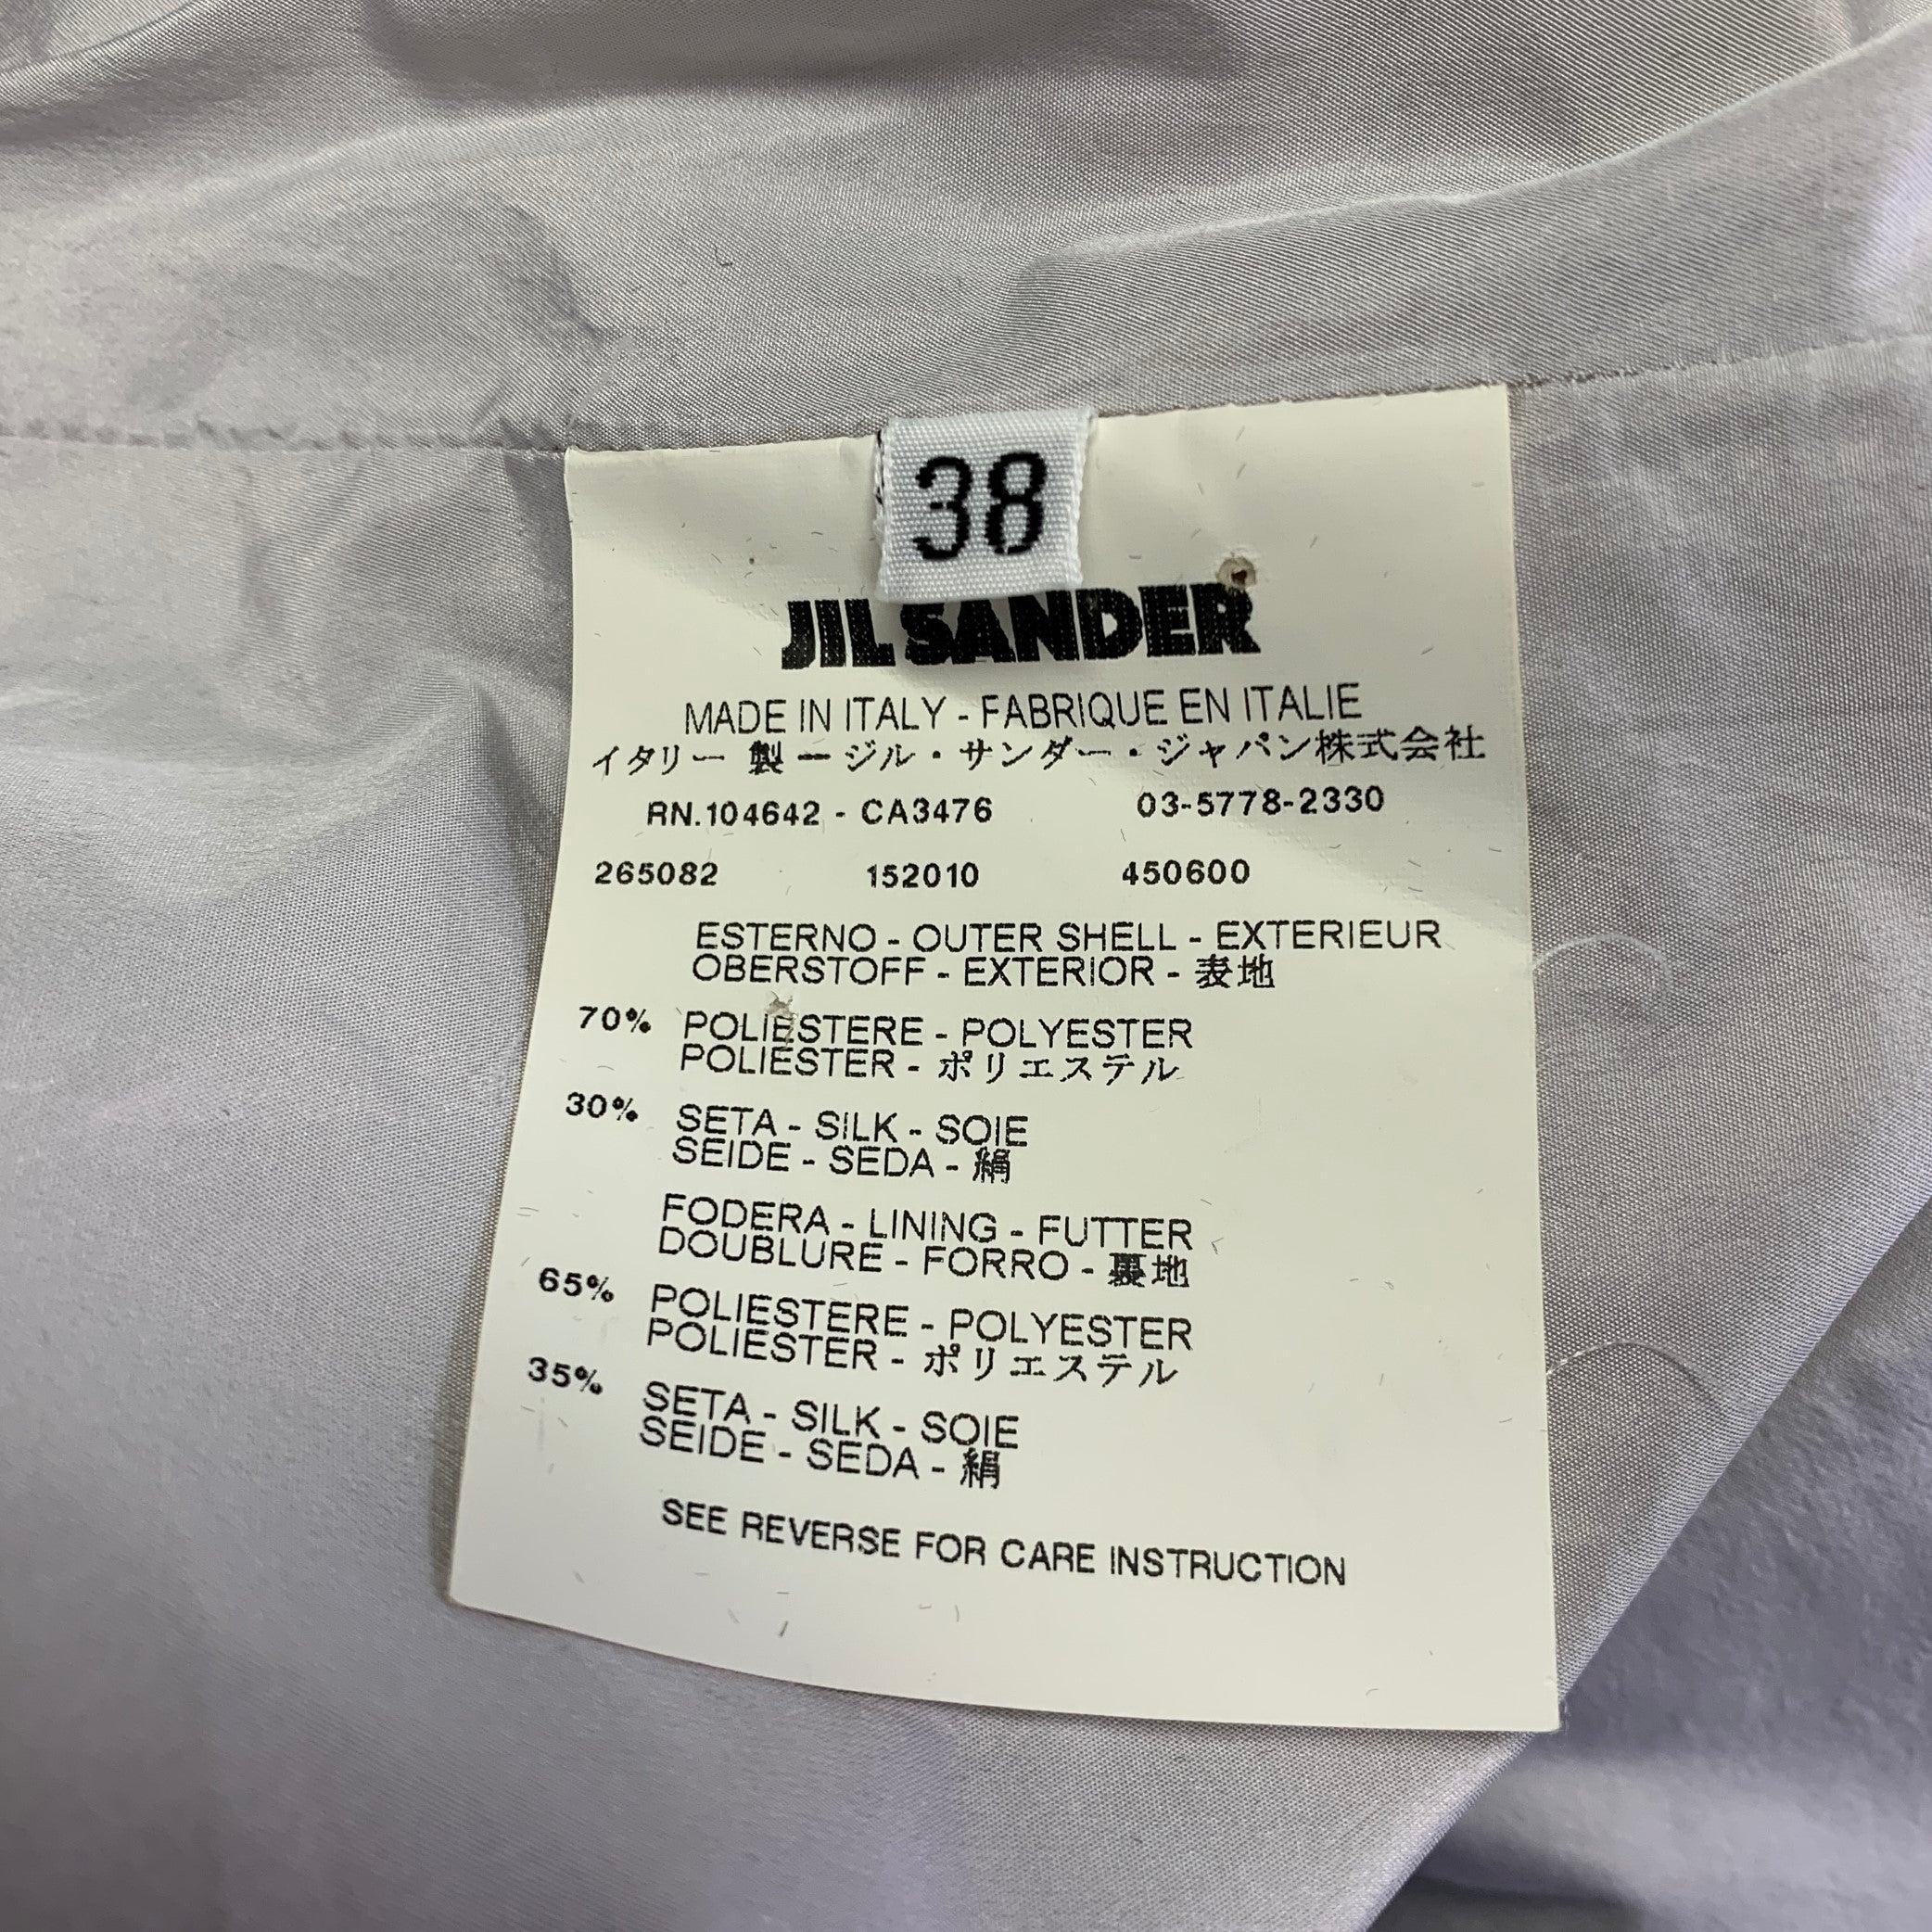 38
JIL SANDER
MADE IN ITALY - FABRIQUE EN ITALIE
イタリー 製 ー ジル・サンダー・ジャパン株式会社
RN.104642 - CA3476 03-5778-2330
265082 152010 450600
ESTERNO - OUTER SHELL - EXTERIEUR
OBERSTOFF - EXTERIOR - 表地
70% POLIESTERE - POLYESTER
POLIESTER - ポリエステル
30% SETA - SILK - SOIE
SEIDE - SEDA - 絹
FODERA - LINING - FUTTER
DOUBLURE - FORRO - 裏地
65% POLIESTERE - POLYESTER
POLIESTER - ポリエステル
35% SETA - SILK - SOIE
SEIDE - SEDA - 絹
SEE REVERSE FOR CARE INSTRUCTION